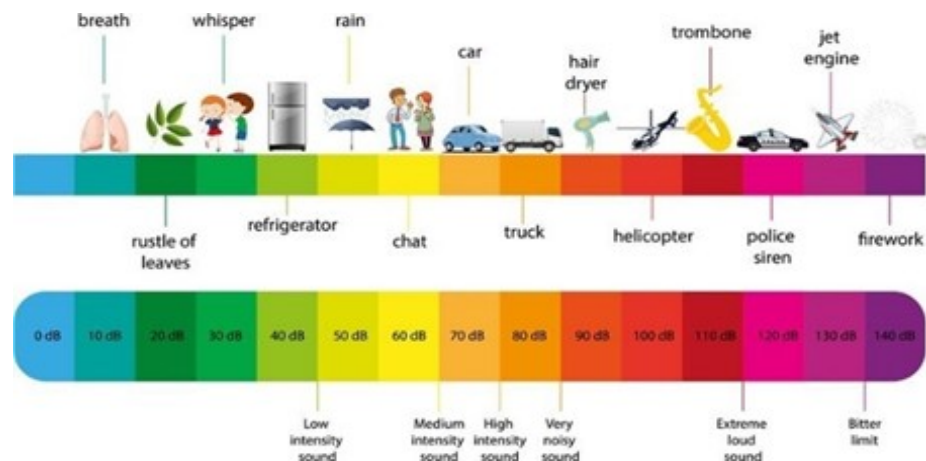 breath
whisper
rain
car
hair
dryer
trombone
jet
engine
rustle of
leaves
refrigerator
chat
truck
helicopter
police
siren
firework
0 dB
10 dB
20 dB
30 dB
40 dB
50 dB
60 dB
70 dB
80 dB
90 dB
100 dB
110 dB
120 dB
130 dB
140 dB
Low
intensity
sound
Medium
intensity
sound
High
intensity
sound
Very
noisy
sound
Extreme
loud
sound
Bitter
limit